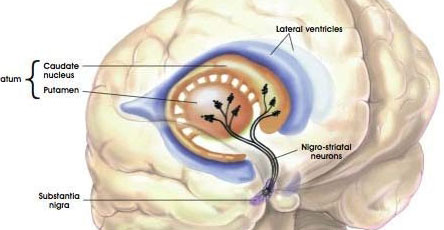 Lateral ventricles
Caudate
nucleus
atum
Putamen
Nigro-striatal
neurons
Substantia
nigra